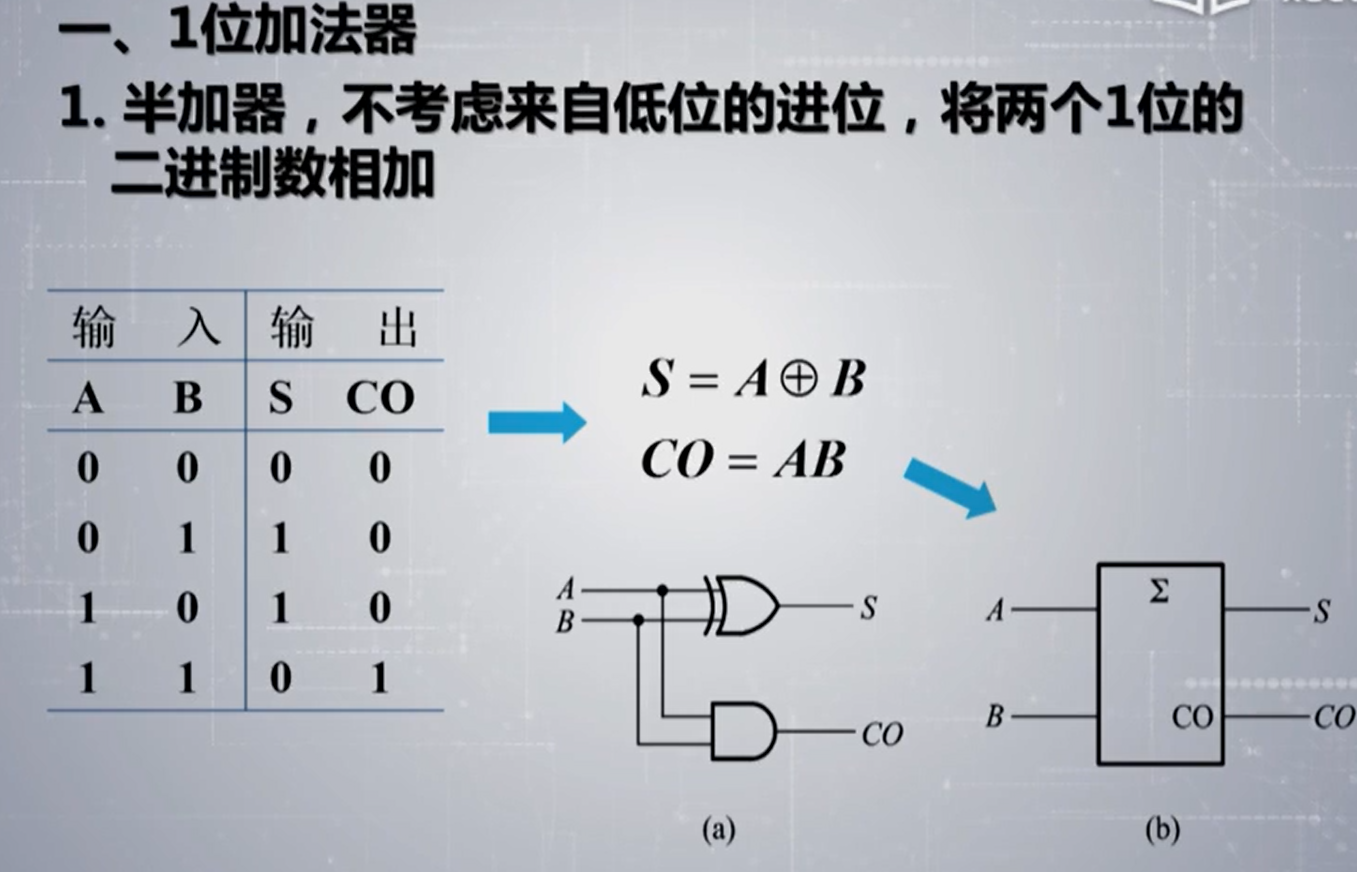 一、1位加法器
1. 半加器，不考虑来自低位的进位，将两个1位的
二进制数相加
输 入 输 出
A B S CO
0 0 0 0
0 1 1 0
1 0 1 0
1 1 0 1
S = A⊕B
CO = AB
A
B
S
CO
(a)
Σ
A
S
B
CO
CO
(b)